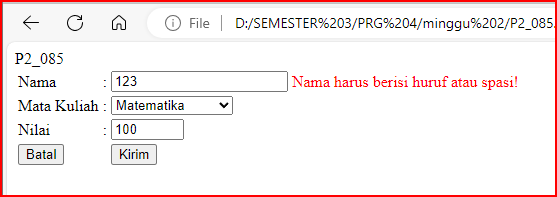 File D:/SEMESTER%203/PRG%204/minggu%202/P2_085.
P2_085
Nama : 123 Nama harus berisi huruf atau spasi!
Mata Kuliah : Matematika
Nilai : 100
Batal Kirim